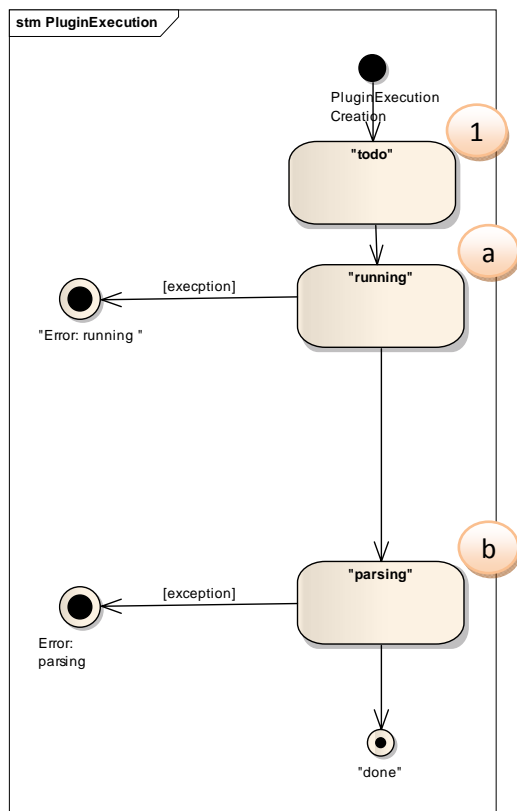 stm PluginExecution
PluginExecution
Creation
1
"todo"
a
"running"
[execption]
"Error: running "
b
"parsing"
[exception]
Error:
parsing
"done"